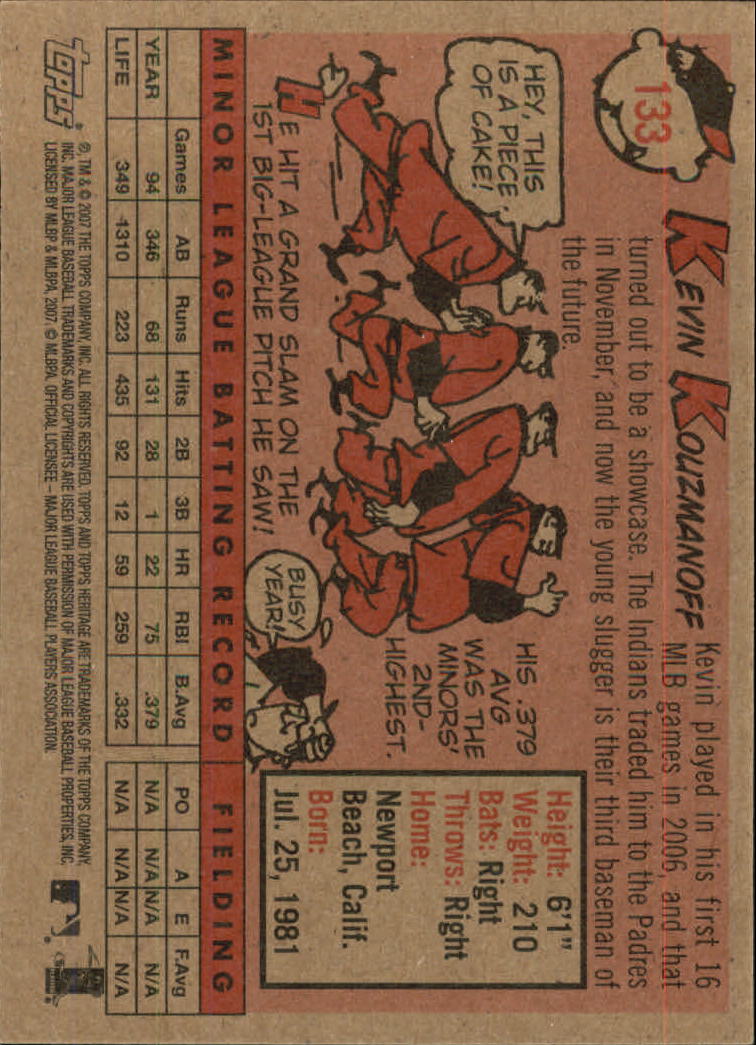 133
KEVIN KOUZMANOFF
Kevin played in his first 16
MLB games in 2006, and that
turned out to be a showcase. The Indians traded him to the Padres
in November, and now the young slugger is their third baseman of
the future.
HEY, THIS
IS A PIECE
OF CAKE!
HE HIT A GRAND SLAM ON THE
1ST BIG-LEAGUE PITCH HE SAW!
HIS .379
AVG
WAS THE
MINORS'
2ND-
HIGHEST.
BUSY
YEAR!
Height: 6'1"
Weight: 210
Bats: Right
Throws: Right
Home:
Newport
Beach, Calif.
Born:
Jul. 25, 1981
MINOR LEAGUE BATTING RECORD FIELDING
Games AB Runs Hits 2B 3B HR RBI B.Avg PO A E F.Avg
YEAR 94 346 68 131 28 1 22 75 .379 N/A N/A N/A N/A
LIFE 349 1310 223 435 92 12 59 259 .332 N/A N/A N/A N/A
Topps®
®, TM & © 2007 THE TOPPS COMPANY, INC. ALL RIGHTS RESERVED. TOPPS AND TOPPS HERITAGE ARE TRADEMARKS OF THE TOPPS COMPANY,
INC. MAJOR LEAGUE BASEBALL TRADEMARKS AND COPYRIGHTS ARE USED WITH PERMISSION OF MAJOR LEAGUE BASEBALL PROPERTIES, INC.
LICENSED BY MLBP & MLBPA, 2007. © MLBPA. OFFICIAL LICENSEE – MAJOR LEAGUE BASEBALL PLAYERS ASSOCIATION.